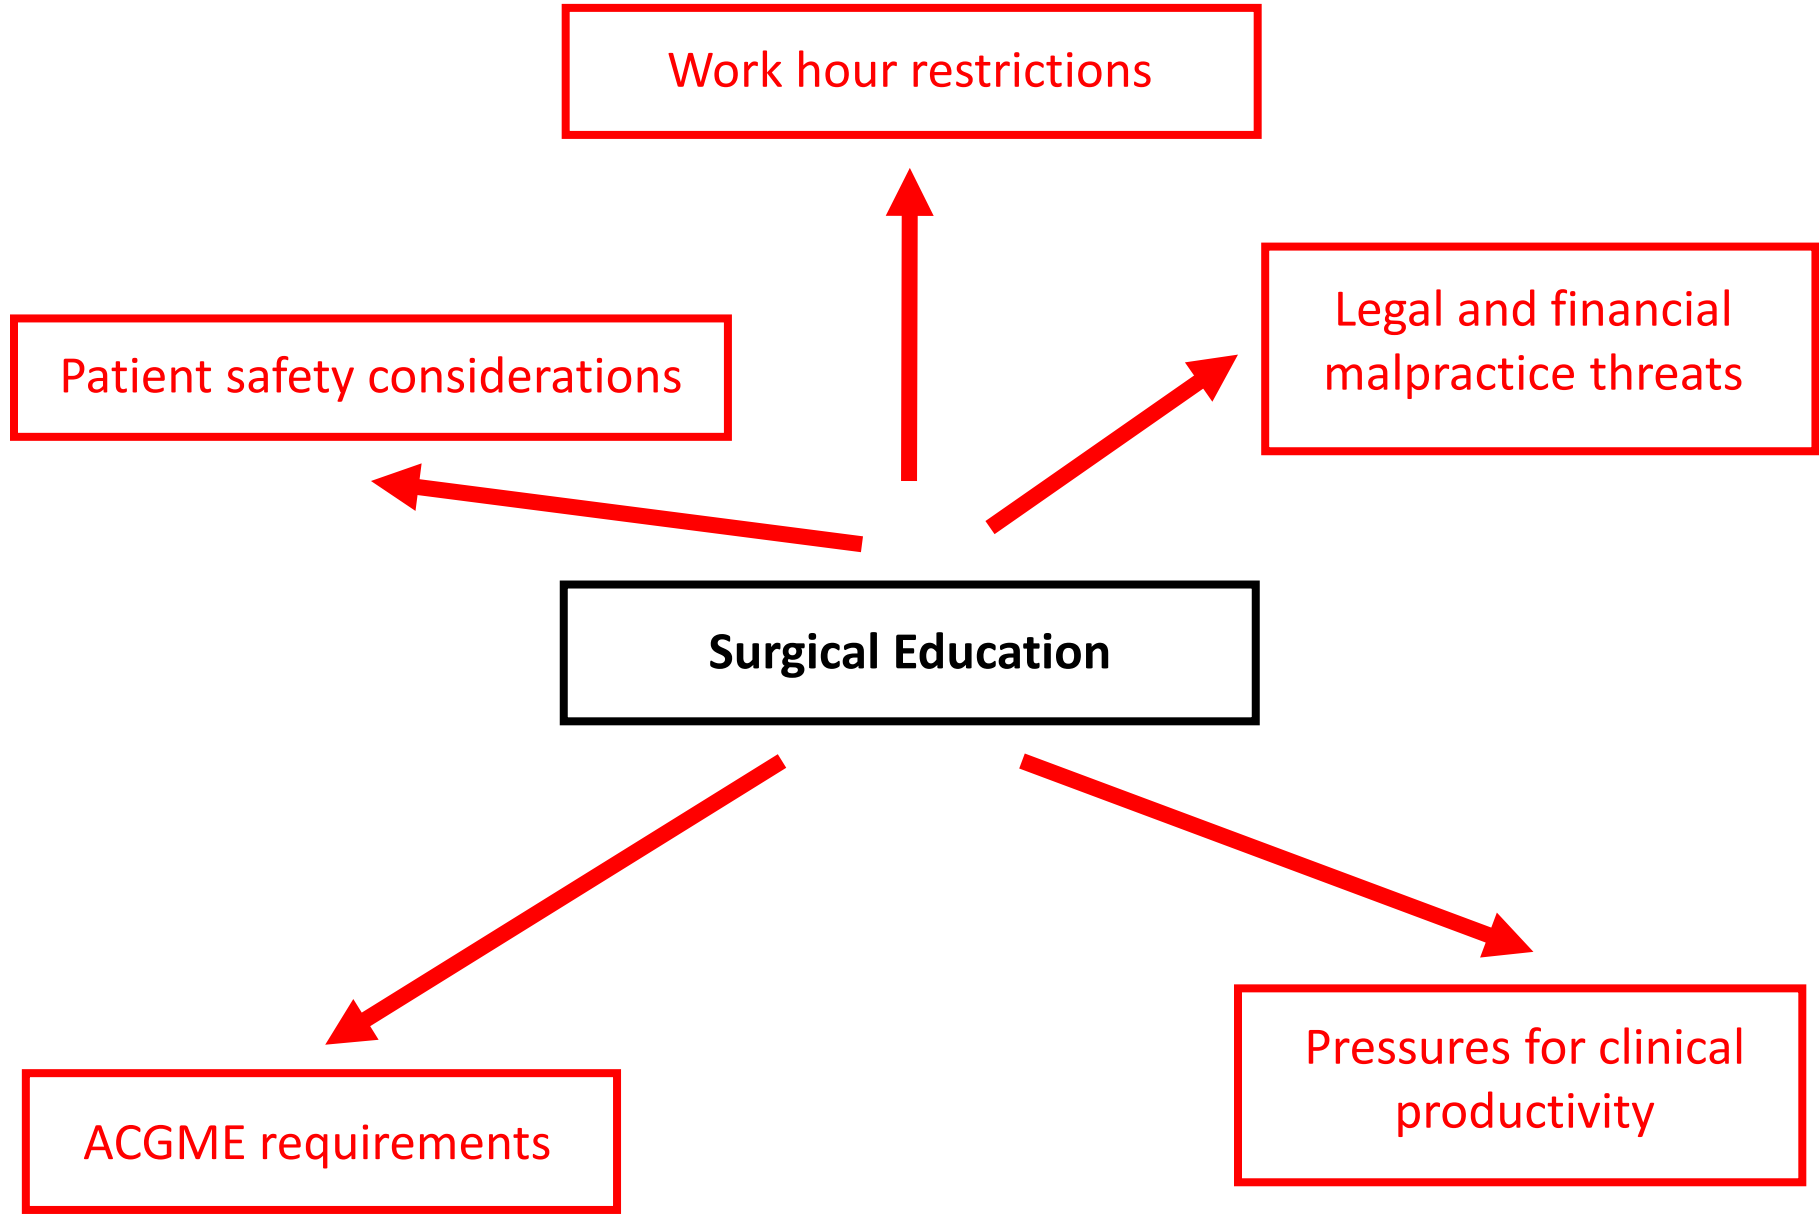 Work hour restrictions
Legal and financial
malpractice threats
Patient safety considerations
Surgical Education
Pressures for clinical
productivity
ACGME requirements